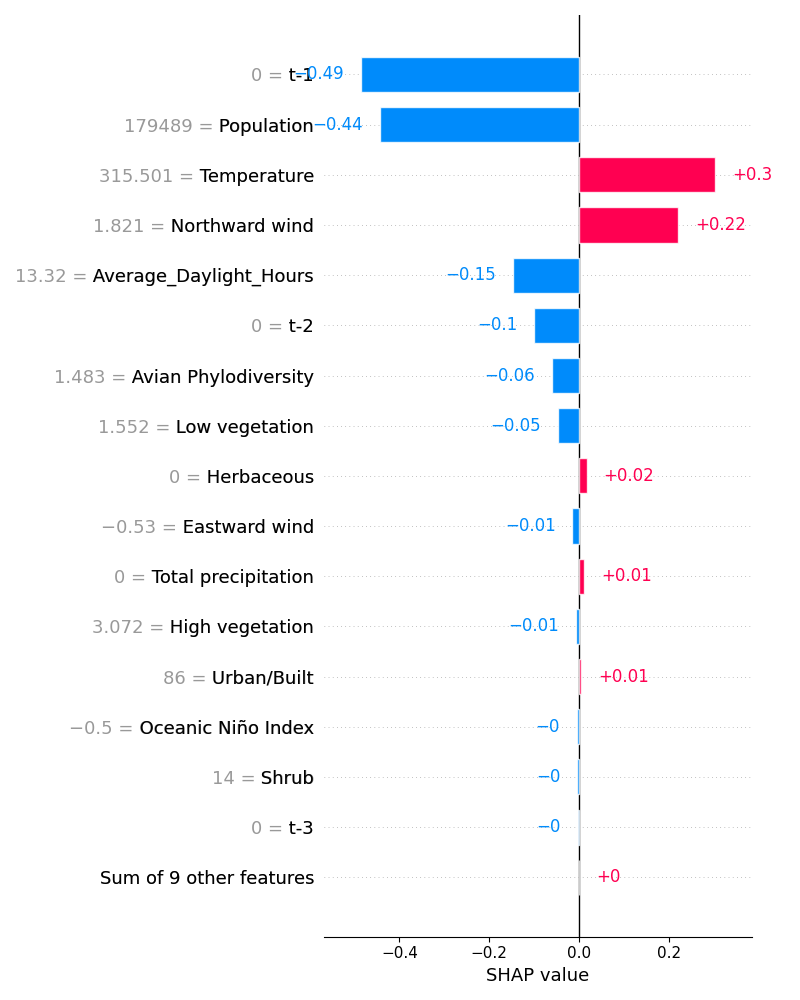 0 = t-1 −0.49
179489 = Population −0.44
315.501 = Temperature +0.3
1.821 = Northward wind +0.22
13.32 = Average_Daylight_Hours −0.15
0 = t-2 −0.1
1.483 = Avian Phylodiversity −0.06
1.552 = Low vegetation −0.05
0 = Herbaceous +0.02
−0.53 = Eastward wind −0.01
0 = Total precipitation +0.01
3.072 = High vegetation −0.01
86 = Urban/Built +0.01
−0.5 = Oceanic Niño Index −0
14 = Shrub −0
0 = t-3 −0
Sum of 9 other features +0
−0.4 −0.2 0.0 0.2
SHAP value